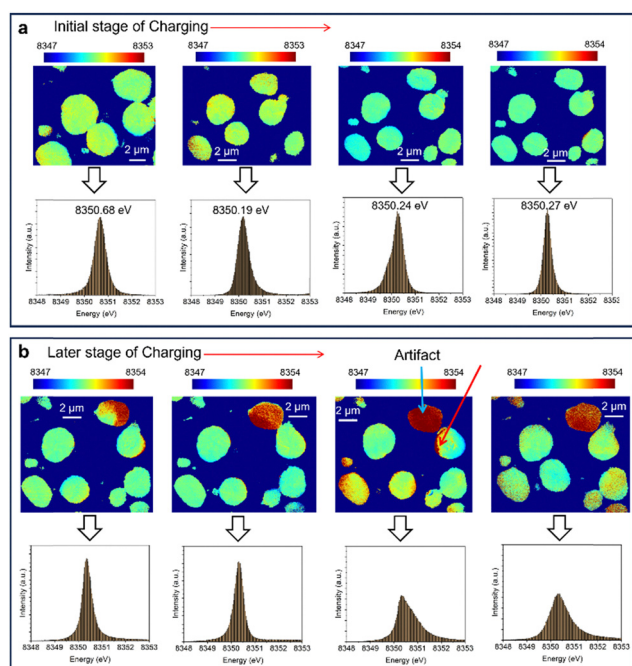 a Initial stage of Charging
8347 8353 8347 8353 8347 8354 8347 8354
2 μm 2 μm 2 μm 2 μm
8350.68 eV 8350.19 eV 8350.24 eV 8350.27 eV
Intensity (a.u.) Intensity (a.u.) Intensity (a.u.) Intensity (a.u.)
8348 8349 8350 8351 8352 8353 8348 8349 8350 8351 8352 8353 8348 8349 8350 8351 8352 8353 8348 8349 8350 8351 8352 8353
Energy (eV) Energy (eV) Energy (eV) Energy (eV)
b Later stage of Charging Artifact
8347 8354 8347 8354 8347 8354 8347 8354
2 μm 2 μm 2 μm 2 μm
Intensity (a.u.) Intensity (a.u.) Intensity (a.u.) Intensity (a.u.)
8348 8349 8350 8351 8352 8353 8348 8349 8350 8351 8352 8353 8348 8349 8350 8351 8352 8353 8348 8349 8350 8351 8352 8353
Energy (eV) Energy (eV) Energy (eV) Energy (eV)